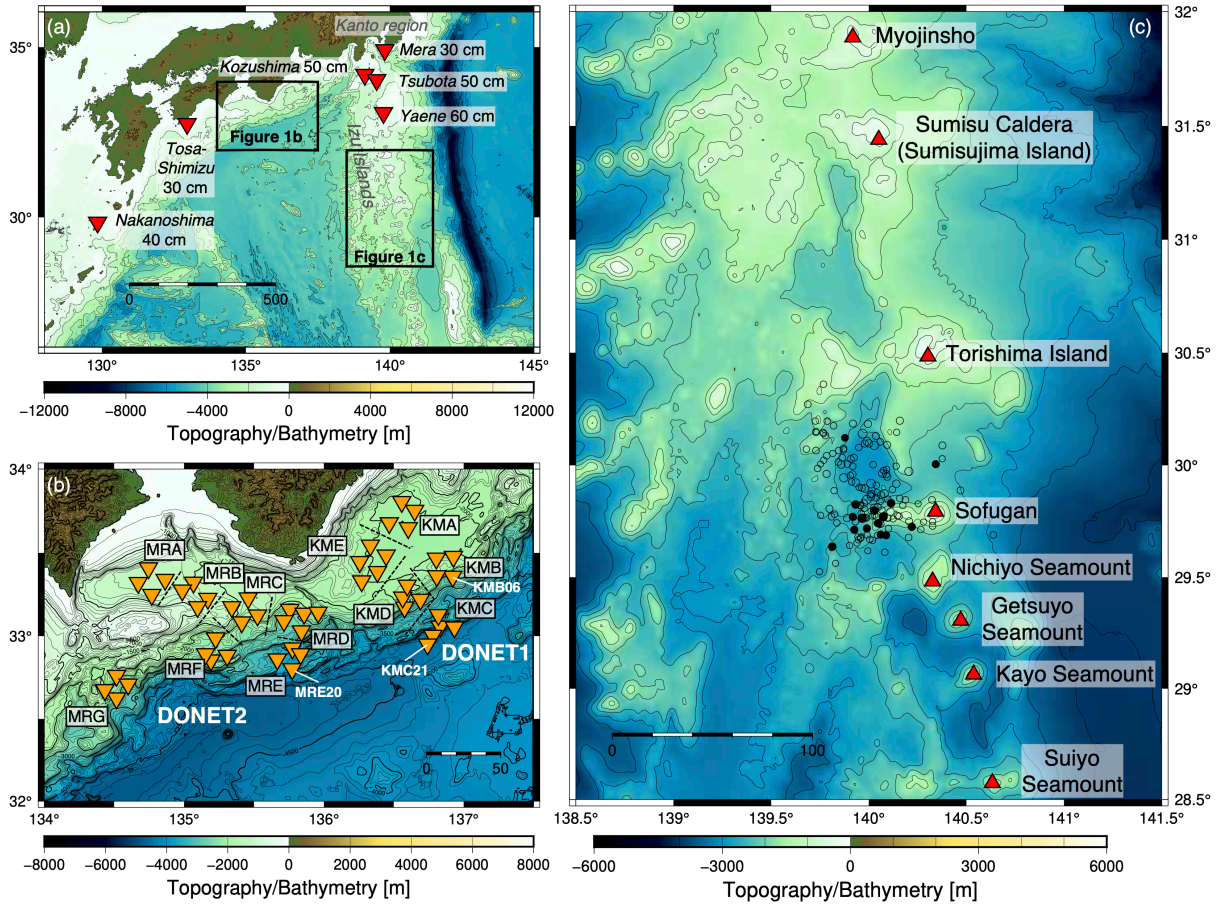 (a)
Kanto region
35°
30°
Mera 30 cm
Kozushima 50 cm
Tsubota 50 cm
Yaene 60 cm
Figure 1b
Tosa-
Shimizu
30 cm
Izu Islands
Nakanoshima
40 cm
Figure 1c
0 500
130° 135° 140° 145°
−12000 −8000 −4000 0 4000 8000 12000
Topography/Bathymetry [m]
(b)
34°
33°
32°
KMA
KME
MRA
MRB
MRC
KMB
KMB06
KMD
KMC
MRD
MRF
MRE
MRE20
KMC21
DONET1
MRG
DONET2
0 50
134° 135° 136° 137°
−8000 −6000 −4000 −2000 0 2000 4000 6000 8000
Topography/Bathymetry [m]
(c)
32°
31.5°
31°
30.5°
30°
29.5°
29°
28.5°
Myojinsho
Sumisu Caldera
(Sumisujima Island)
Torishima Island
Sofugan
Nichiyo Seamount
Getsuyo
Seamount
Kayo Seamount
0 100
Suiyo
Seamount
138.5° 139° 139.5° 140° 140.5° 141° 141.5°
−6000 −3000 0 3000 6000
Topography/Bathymetry [m]